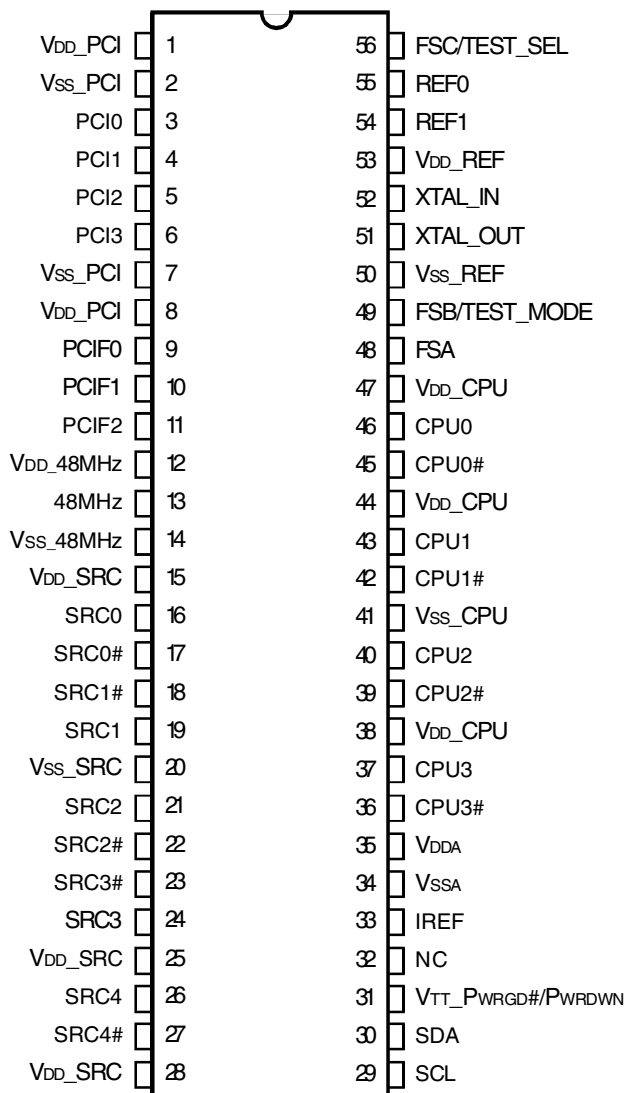 VDD_PCI 1 56 FSC/TEST_SEL
VSS_PCI 2 55 REF0
PCI0 3 54 REF1
PCI1 4 53 VDD_REF
PCI2 5 52 XTAL_IN
PCI3 6 51 XTAL_OUT
VSS_PCI 7 50 VSS_REF
VDD_PCI 8 49 FSB/TEST_MODE
PCIF0 9 48 FSA
PCIF1 10 47 VDD_CPU
PCIF2 11 46 CPU0
VDD_48MHz 12 45 CPU0#
48MHz 13 44 VDD_CPU
VSS_48MHz 14 43 CPU1
VDD_SRC 15 42 CPU1#
SRC0 16 41 VSS_CPU
SRC0# 17 40 CPU2
SRC1# 18 39 CPU2#
SRC1 19 38 VDD_CPU
VSS_SRC 20 37 CPU3
SRC2 21 36 CPU3#
SRC2# 22 35 VDDA
SRC3# 23 34 VSSA
SRC3 24 33 IREF
VDD_SRC 25 32 NC
SRC4 26 31 VTT_PWRGD#/PWRDWN
SRC4# 27 30 SDA
VDD_SRC 28 29 SCL